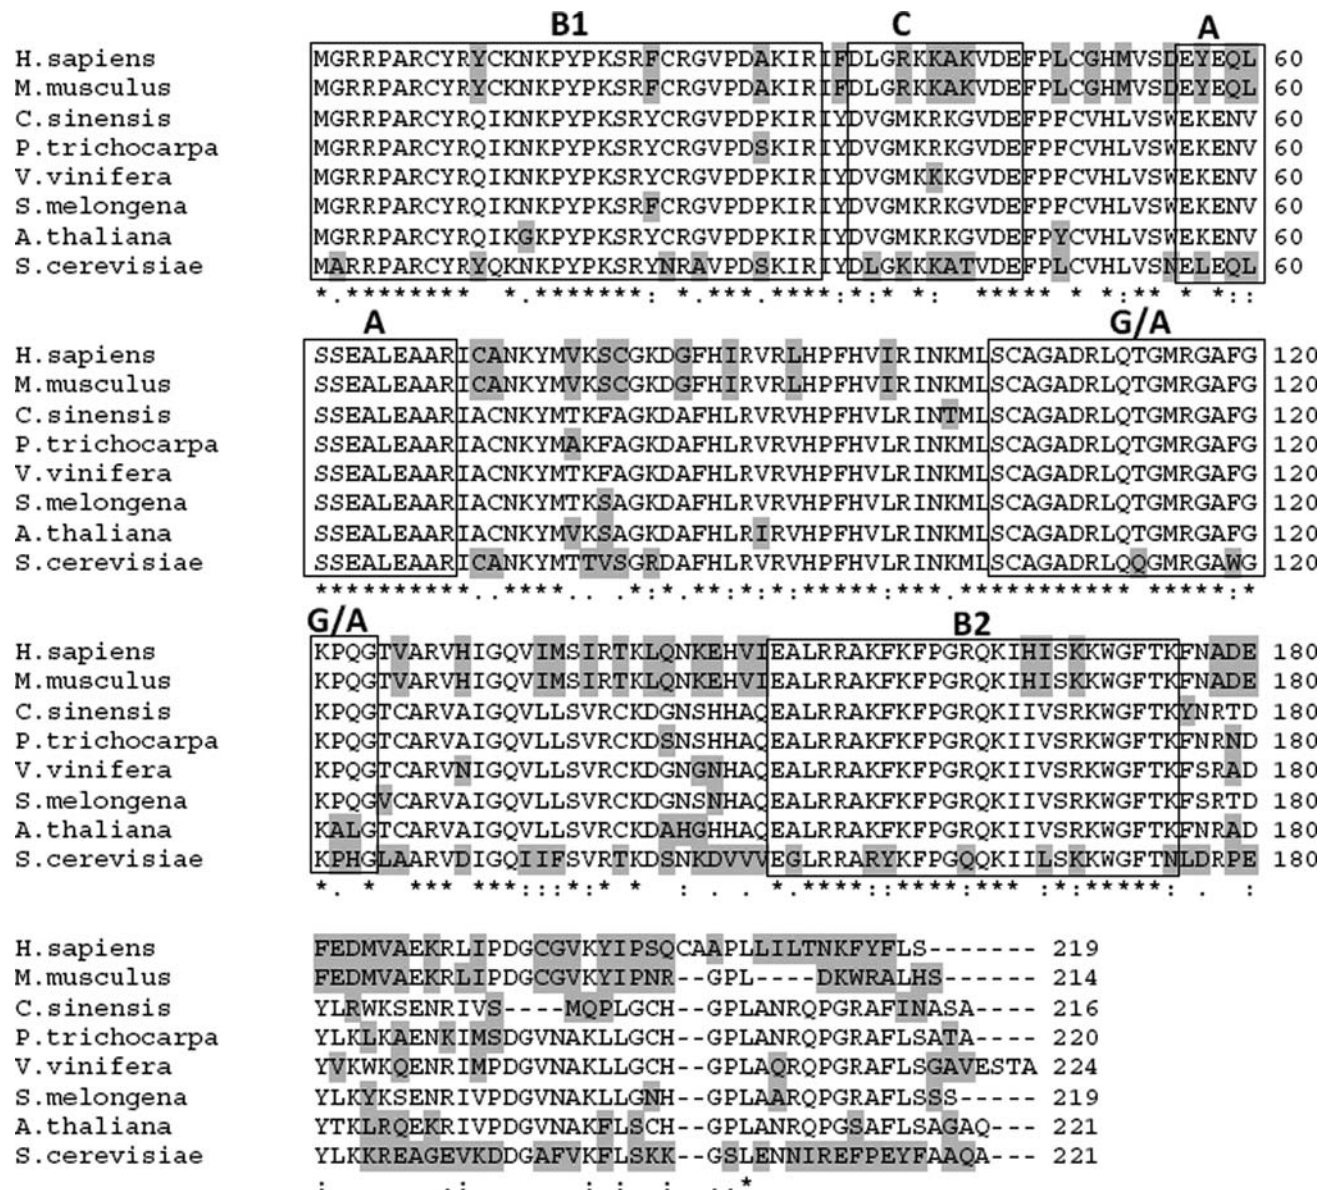 B1 C A
H.sapiens MGRRPARCYRYCKNKPYPKSRFCRGVPDAKIRIFDLGRKKAKVDEFPLCGHMVSDEYEQL 60
M.musculus MGRRPARCYRYCKNKPYPKSRFCRGVPDAKIRIFDLGRKKAKVDEFPLCGHMVSDEYEQL 60
C.sinensis MGRRPARCYRQIKNKPYPKSRYCRGVPDPKIRIYDVGMKRKGVDEFPFCVHLVSWEKENV 60
P.trichocarpa MGRRPARCYRQIKNKPYPKSRYCRGVPDSKIRIYDVGMKRKGVDEFPFCVHLVSWEKENV 60
V.vinifera MGRRPARCYRQIKNKPYPKSRYCRGVPDPKIRIYDVGMKKKGVDEFPFCVHLVSWEKENV 60
S.melongena MGRRPARCYRQIKNKPYPKSRFCRGVPDPKIRIYDVGMKRKGVDEFPFCVHLVSWEKENV 60
A.thaliana MGRRPARCYRQIKGKPYPKSRYCRGVPDPKIRIYDVGMKRKGVDEFPYCVHLVSWEKENV 60
S.cerevisiae MARRPARCYRYQKNKPYPKSRYNRAVPDSKIRIYDLGKKKATVDEFPLCVHLVSNELEQL 60
*.********  *.*******: *.***.****:*:*.*:  ***** * *:** * *::
A G/A
H.sapiens SSEALEAARICANKYMVKSCGKDGFHIRVRLHPFHVIRINKMLSCAGADRLQTGMRGAFG 120
M.musculus SSEALEAARICANKYMVKSCGKDGFHIRVRLHPFHVIRINKMLSCAGADRLQTGMRGAFG 120
C.sinensis SSEALEAARIACNKYMTKFAGKDAFHLRVRVHPFHVLRINTMLSCAGADRLQTGMRGAFG 120
P.trichocarpa SSEALEAARIACNKYMAKFAGKDAFHLRVRVHPFHVLRINKMLSCAGADRLQTGMRGAFG 120
V.vinifera SSEALEAARIACNKYMTKFAGKDAFHLRVRVHPFHVLRINKMLSCAGADRLQTGMRGAFG 120
S.melongena SSEALEAARIACNKYMTKSAGKDAFHLRVRVHPFHVLRINKMLSCAGADRLQTGMRGAFG 120
A.thaliana SSEALEAARIACNKYMVKSAGKDAFHLRIRVHPFHVLRINKMLSCAGADRLQTGMRGAFG 120
S.cerevisiae SSEALEAARICANKYMTTVSGRDAFHLRVRVHPFHVLRINKMLSCAGADRLQQGMRGAWG 120
**********..****.. .*:*.**:*:*:*****:***.*********** *****:*
G/A B2
H.sapiens KPQGTVARVHIGQVIMSIRTKLQNKEHVIEALRRAKFKFPGRQKIHISKKWGFTKFNADE 180
M.musculus KPQGTVARVHIGQVIMSIRTKLQNKEHVIEALRRAKFKFPGRQKIHISKKWGFTKFNADE 180
C.sinensis KPQGTCARVAIGQVLLSVRCKDGNSHHAQEALRRAKFKFPGRQKIIVSRKWGFTKYNRTD 180
P.trichocarpa KPQGTCARVAIGQVLLSVRCKDSNSHHAQEALRRAKFKFPGRQKIIVSRKWGFTKFNRND 180
V.vinifera KPQGTCARVNIGQVLLSVRCKDGNGNHAQEALRRAKFKFPGRQKIIVSRKWGFTKFSRAD 180
S.melongena KPQGVCARVAIGQVLLSVRCKDGNSNHAQEALRRAKFKFPGRQKIIVSRKWGFTKFSRTD 180
A.thaliana KALGTCARVAIGQVLLSVRCKDAHGHHAQEALRRAKFKFPGRQKIIVSRKWGFTKFNRAD 180
S.cerevisiae KPHGLAARVDIGQIIFSVRTKDSNKDVVVEGLRRARYKFPGQQKIILSKKWGFTNLDRPE 180
*. *  *** ***:::*:* *  : . . *.****::****.*** :*:*****: .  :
H.sapiens FEDMVAEKRLIPDGCGVKYIPSQCAAPLLILTNKFYFLS------- 219
M.musculus FEDMVAEKRLIPDGCGVKYIPNR--GPL----DKWRALHS------ 214
C.sinensis YLRWKSENRIVS----MQPLGCH--GPLANRQPGRAFINASA---- 216
P.trichocarpa YLKLKAENKIMSDGVNAKLLGCH--GPLANRQPGRAFLSATA---- 220
V.vinifera YVKWKQENRIMPDGVNAKLLGCH--GPLAQRQPGRAFLSGAVESTA 224
S.melongena YLKYKSENRIVPDGVNAKLLGNH--GPLAARQPGRAFLSSS----- 219
A.thaliana YTKLRQEKRIVPDGVNAKFLSCH--GPLANRQPGSAFLSAGAQ--- 221
S.cerevisiae YLKKREAGEVKDDGAFVKFLSKK--GSLENNIREFPEYFAAQA--- 221
:        :       : :  :  ..*